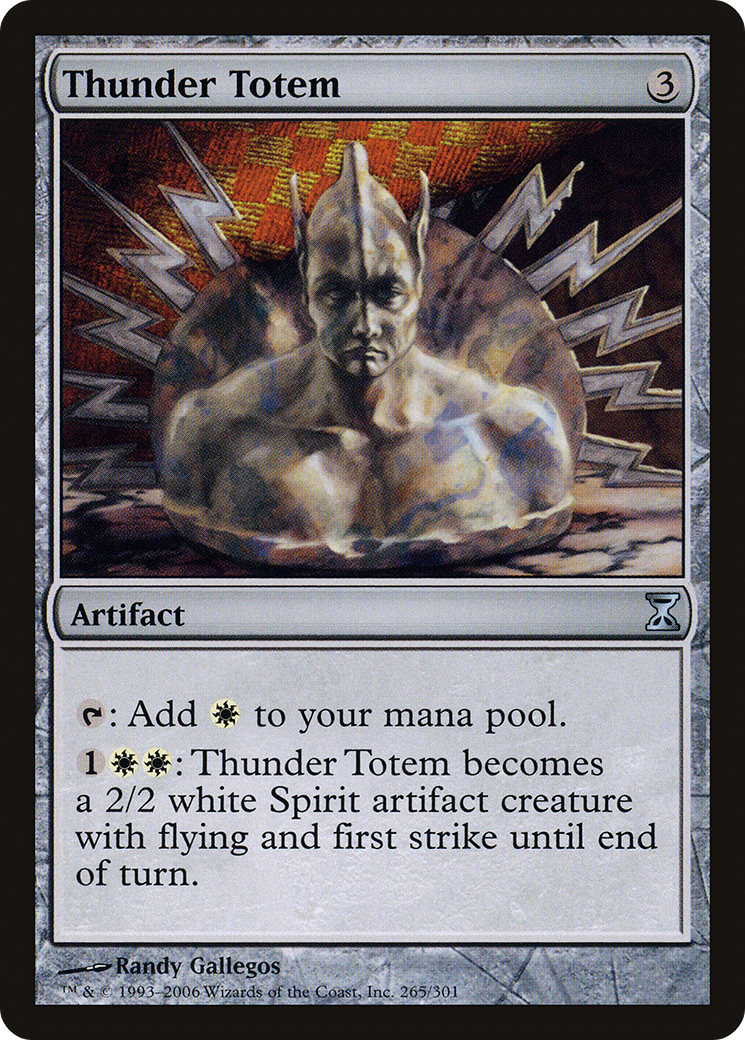 Thunder Totem 3
Artifact
: Add to your mana pool.
1 : Thunder Totem becomes
a 2/2 white Spirit artifact creature
with flying and first strike until end
of turn.
Randy Gallegos
™ & © 1993–2006 Wizards of the Coast, Inc. 265/301